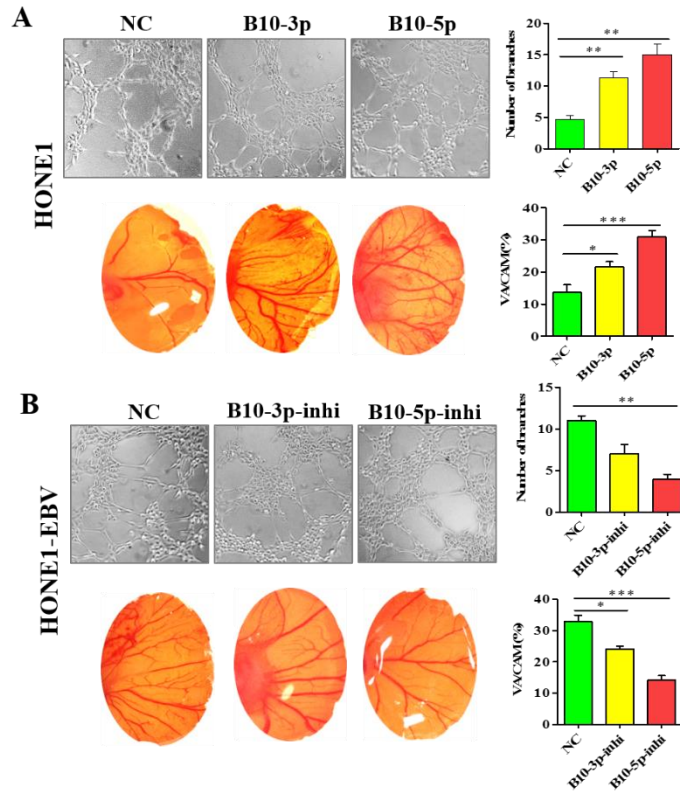 A
NC B10-3p B10-5p
HONE1
Number of branches
20
15
10
5
0
**
**
NC
B10-3p
B10-5p
VA/CAM(%)
40
30
20
10
0
***
*
NC
B10-3p
B10-5p
B
NC B10-3p-inhi B10-5p-inhi
HONE1-EBV
Number of branches
15
10
5
0
**
NC
B10-3p-inhi
B10-5p-inhi
VA/CAM(%)
40
30
20
10
0
***
*
NC
B10-3p-inhi
B10-5p-inhi